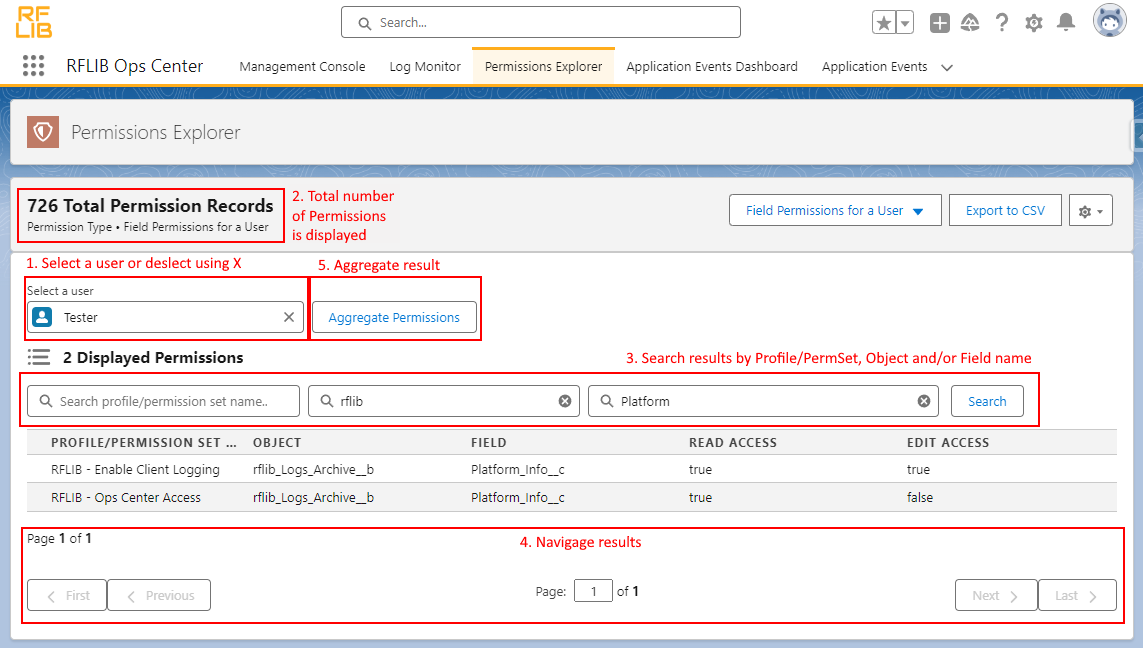 RF
LIB
Search...
RFLIB Ops Center
Management Console
Log Monitor
Permissions Explorer
Application Events Dashboard
Application Events
Permissions Explorer
726 Total Permission Records
Permission Type • Field Permissions for a User
2. Total number
of Permissions
is displayed
Field Permissions for a User
Export to CSV
1. Select a user or deslect using X
5. Aggregate result
Select a user
Tester
Aggregate Permissions
2 Displayed Permissions
3. Search results by Profile/PermSet, Object and/or Field name
Search profile/permission set name..
rflib
Platform
Search
PROFILE/PERMISSION SET ... OBJECT FIELD READ ACCESS EDIT ACCESS
RFLIB - Enable Client Logging rflib_Logs_Archive__b Platform_Info__c true true
RFLIB - Ops Center Access rflib_Logs_Archive__b Platform_Info__c true false
Page 1 of 1
4. Navigage results
First
Previous
Page: 1 of 1
Next
Last